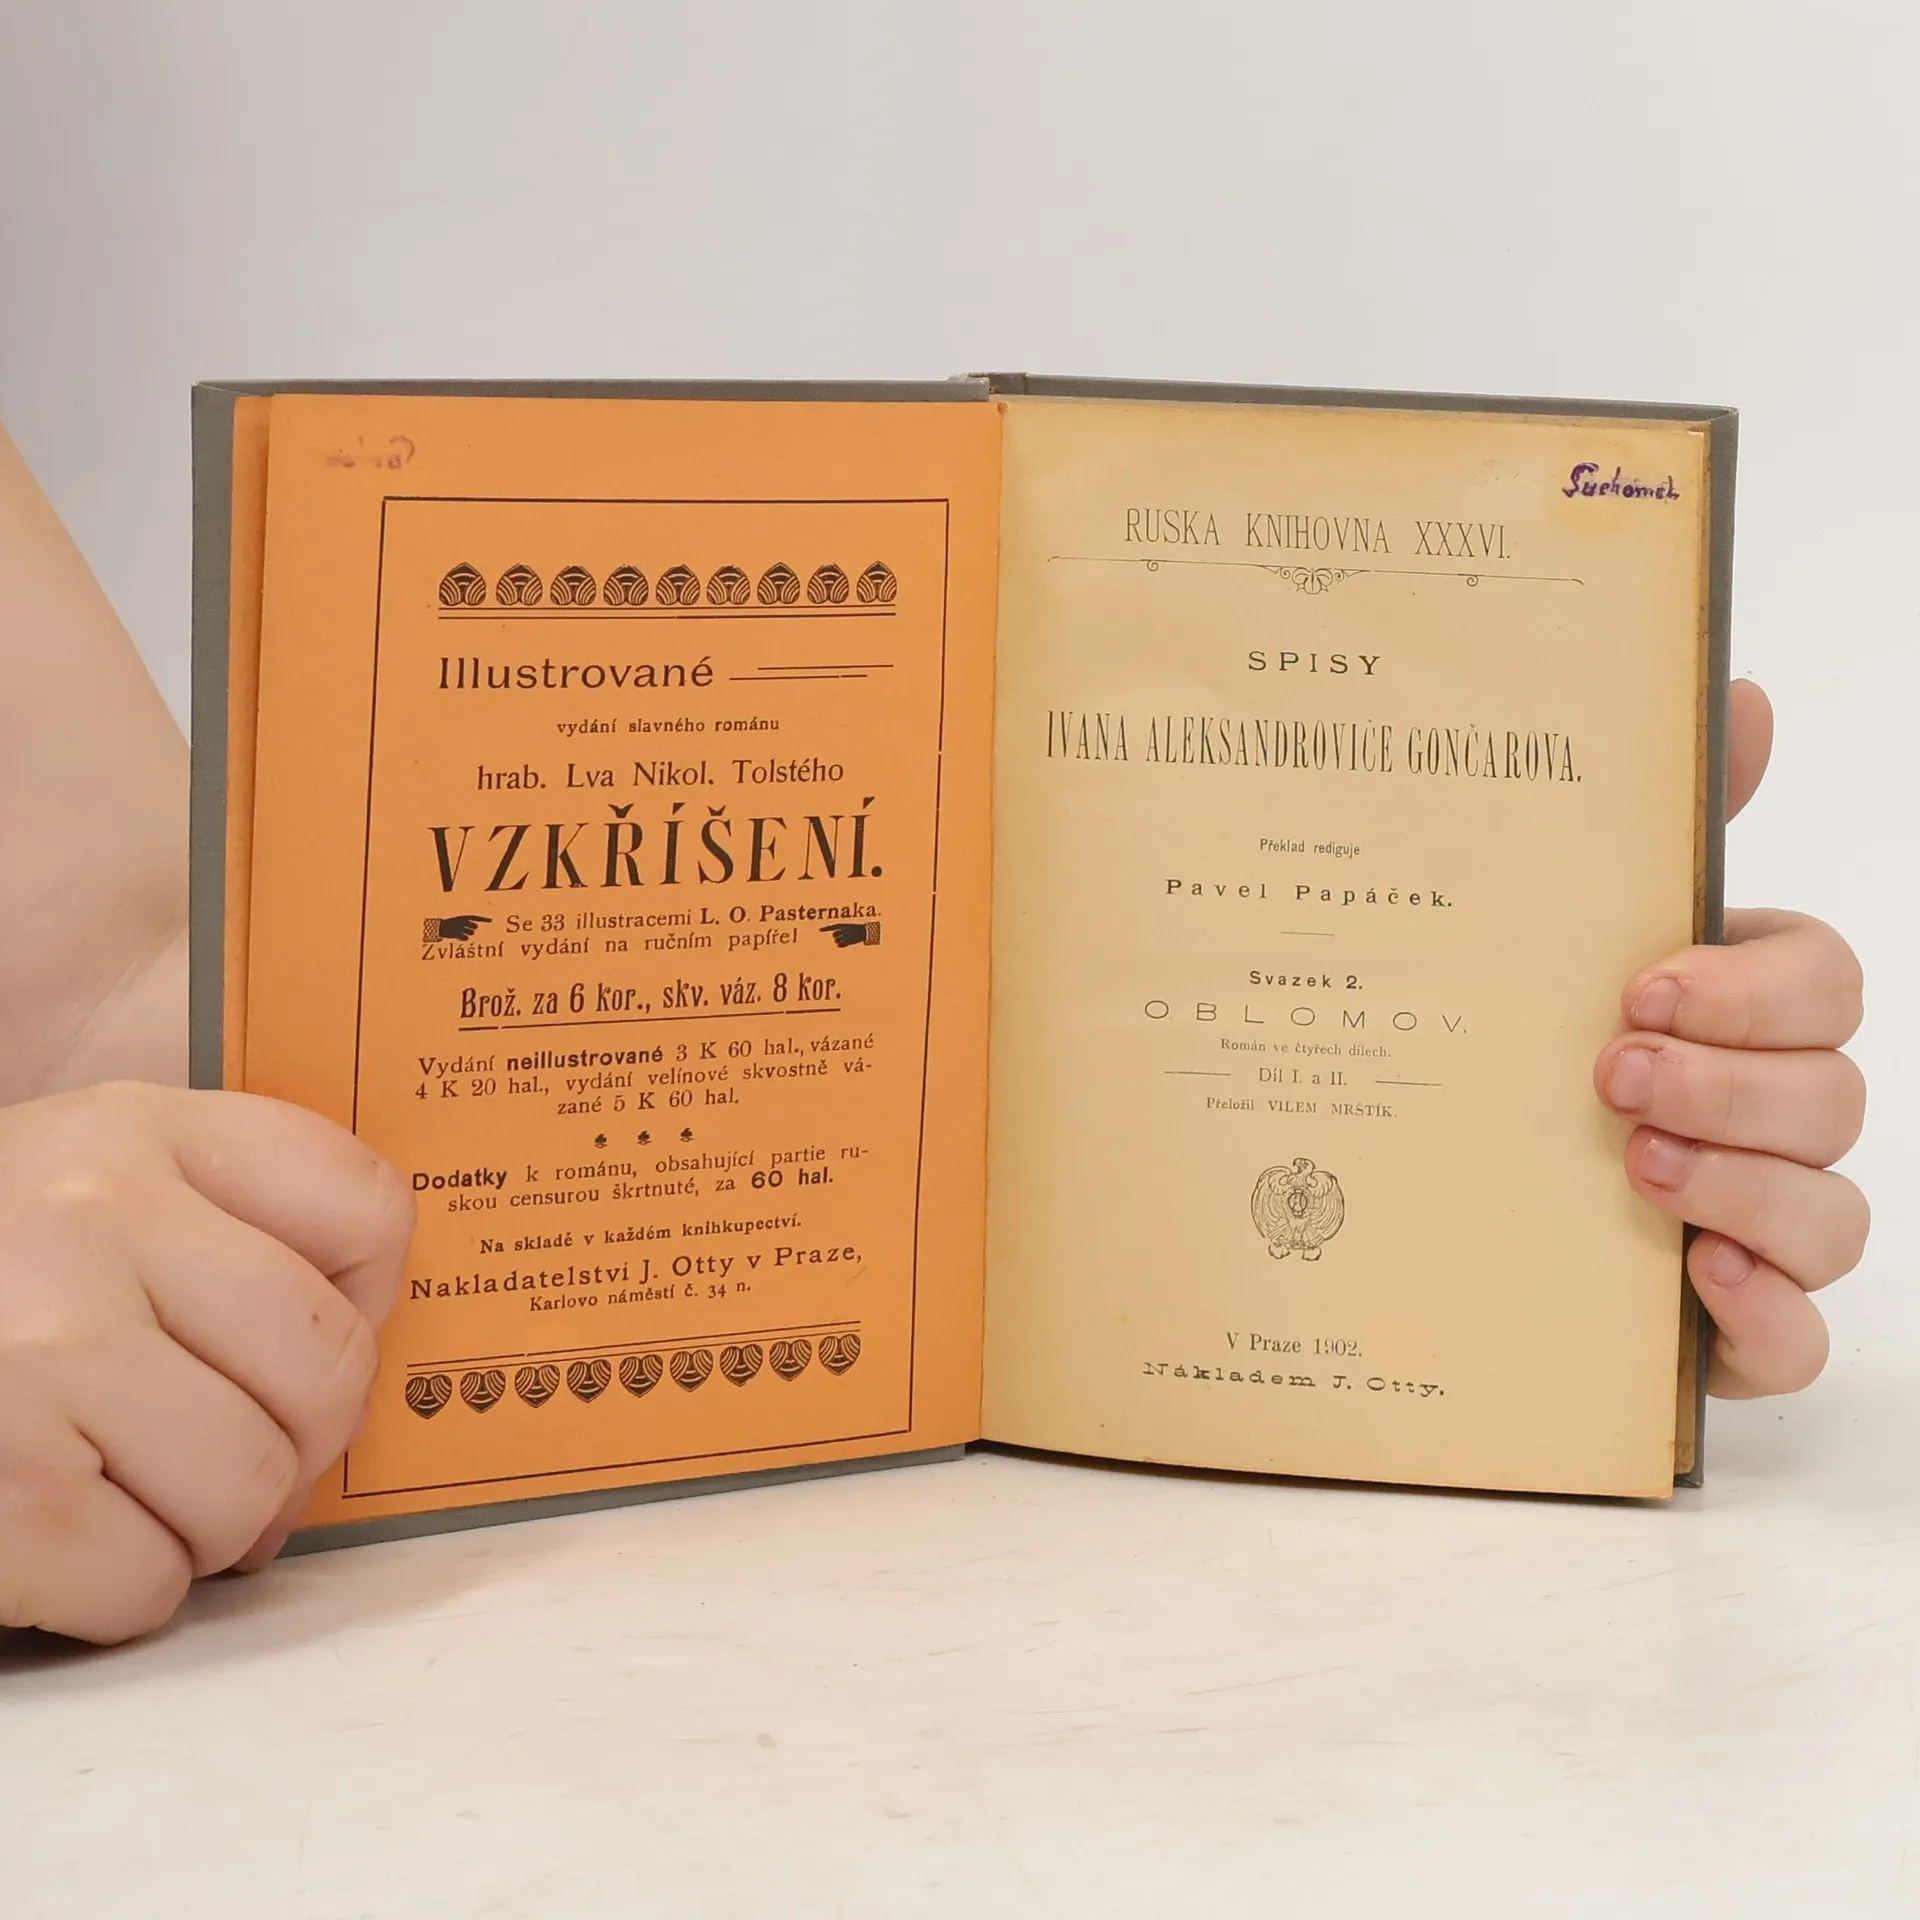 Illustrované
vydání slavného románu
hrab. Lva Nikol. Tolstého
VZKŘÍŠENÍ.
Se 33 illustracemi L. O. Pasternaka.
Zvláštní vydání na ručním papíře!
Brož. za 6 kor., skv. váz. 8 kor.
Vydání neillustrované 3 K 60 hal., vázané
4 K 20 hal., vydání velínové skvostně vá-
zané 5 K 60 hal.
Dodatky k románu, obsahující partie ru-
skou censurou škrtnuté, za 60 hal.
Na skladě v každém knihkupectví.
Nakladatelství J. Otty v Praze,
Karlovo náměstí č. 34 n.
Suchomel
RUSKA KNIHOVNA XXXVI.
SPISY
IVANA ALEKSANDROVIČE GONČAROVA.
Překlad rediguje
Pavel Papáček.
Svazek 2.
OBLOMOV.
Román ve čtyřech dílech.
Díl I. a II.
Přeložil VILEM MRŠTÍK.
V Praze 1902.
Nákladem J. Otty.